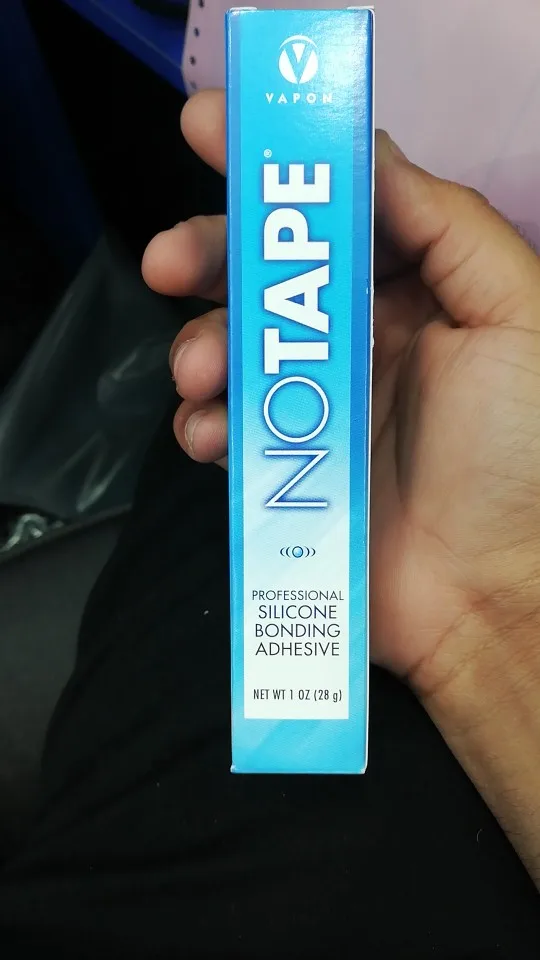 VAPON
NOTAPE®
PROFESSIONAL
SILICONE
BONDING
ADHESIVE
NET WT 1 OZ (28 g)